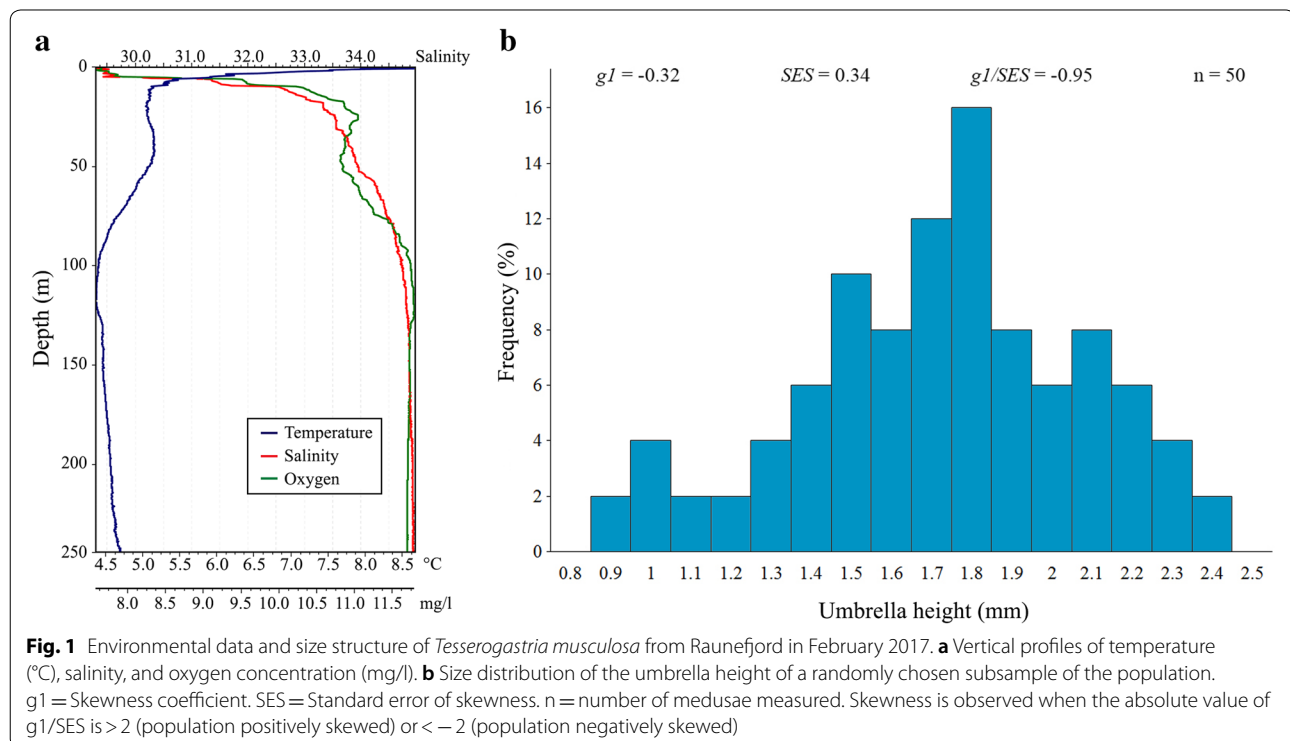 a
30.0 31.0 32.0 33.0 34.0 Salinity
0
50
100
150
200
250
Depth (m)
Temperature
Salinity
Oxygen
4.5 5.0 5.5 6.0 6.5 7.0 7.5 8.0 8.5 °C
8.0 8.5 9.0 9.5 10.0 10.5 11.0 11.5 mg/l
b
g1 = -0.32 SES = 0.34 g1/SES = -0.95 n = 50
16
14
12
10
8
6
4
2
0
Frequency (%)
0.8 0.9 1 1.1 1.2 1.3 1.4 1.5 1.6 1.7 1.8 1.9 2 2.1 2.2 2.3 2.4 2.5
Umbrella height (mm)
Fig. 1 Environmental data and size structure of Tesserogastria musculosa from Raunefjord in February 2017. a Vertical profiles of temperature
(°C), salinity, and oxygen concentration (mg/l). b Size distribution of the umbrella height of a randomly chosen subsample of the population.
g1 = Skewness coefficient. SES = Standard error of skewness. n = number of medusae measured. Skewness is observed when the absolute value of
g1/SES is > 2 (population positively skewed) or < − 2 (population negatively skewed)